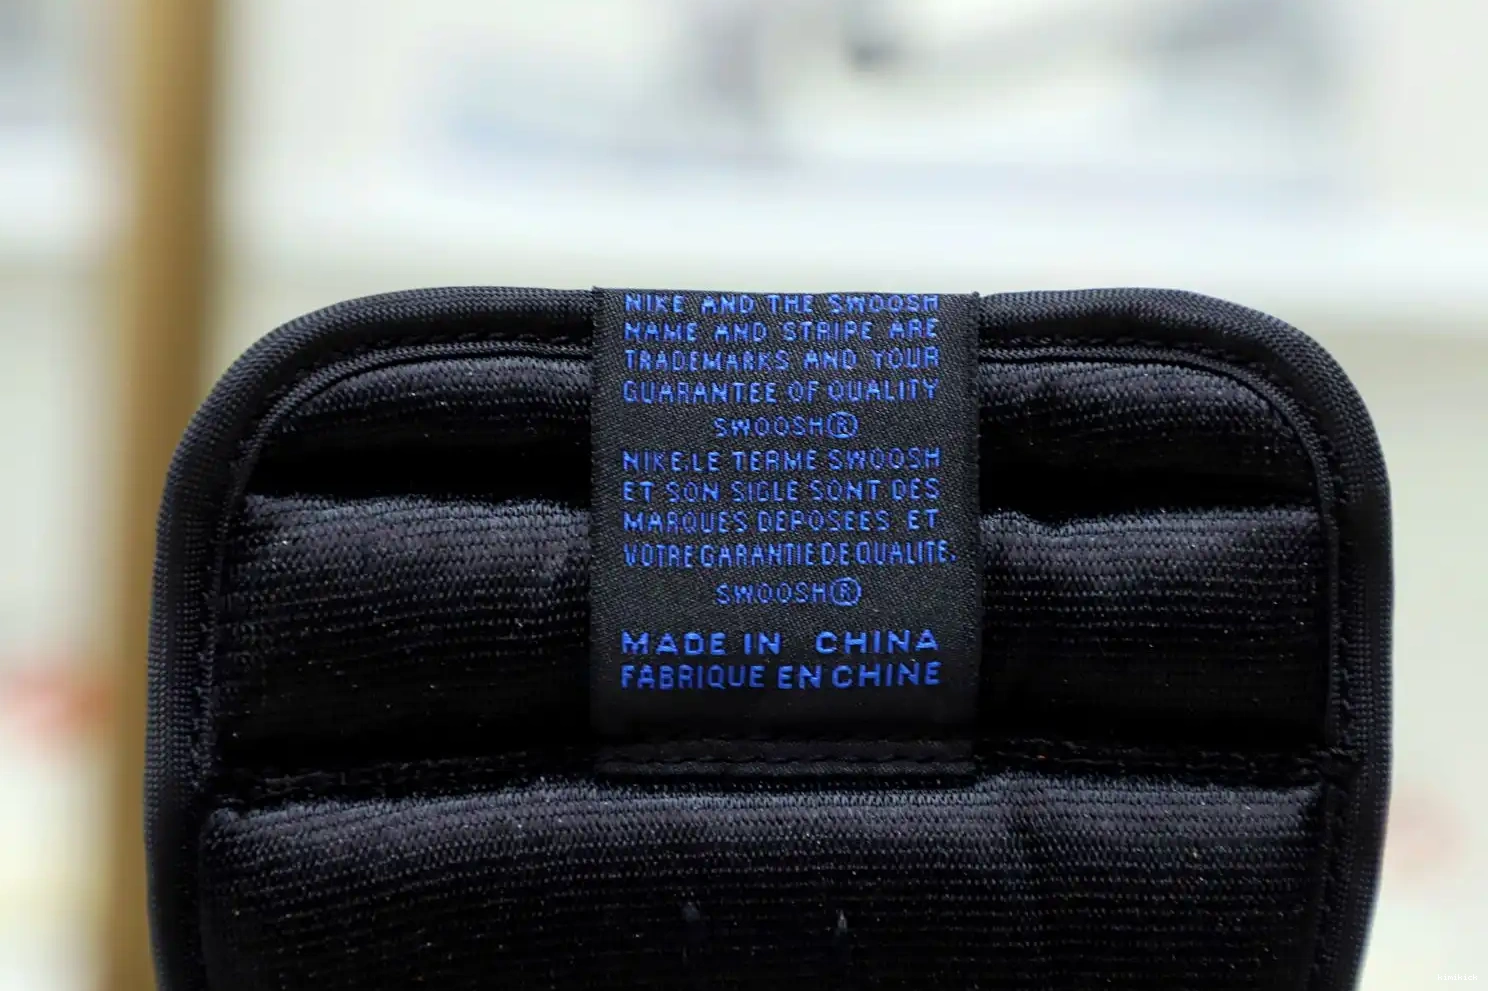 NIKE AND THE SWOOSH
NAME AND STRIPE ARE
TRADEMARKS AND YOUR
GUARANTEE OF QUALITY
SWOOSH®
NIKE.LE TERME SWOOSH
ET SON SIGLE SONT DES
MARQUES DEPOSEES ET
VOTRE GARANTIE DE QUALITE.
SWOOSH®
MADE IN CHINA
FABRIQUE EN CHINE